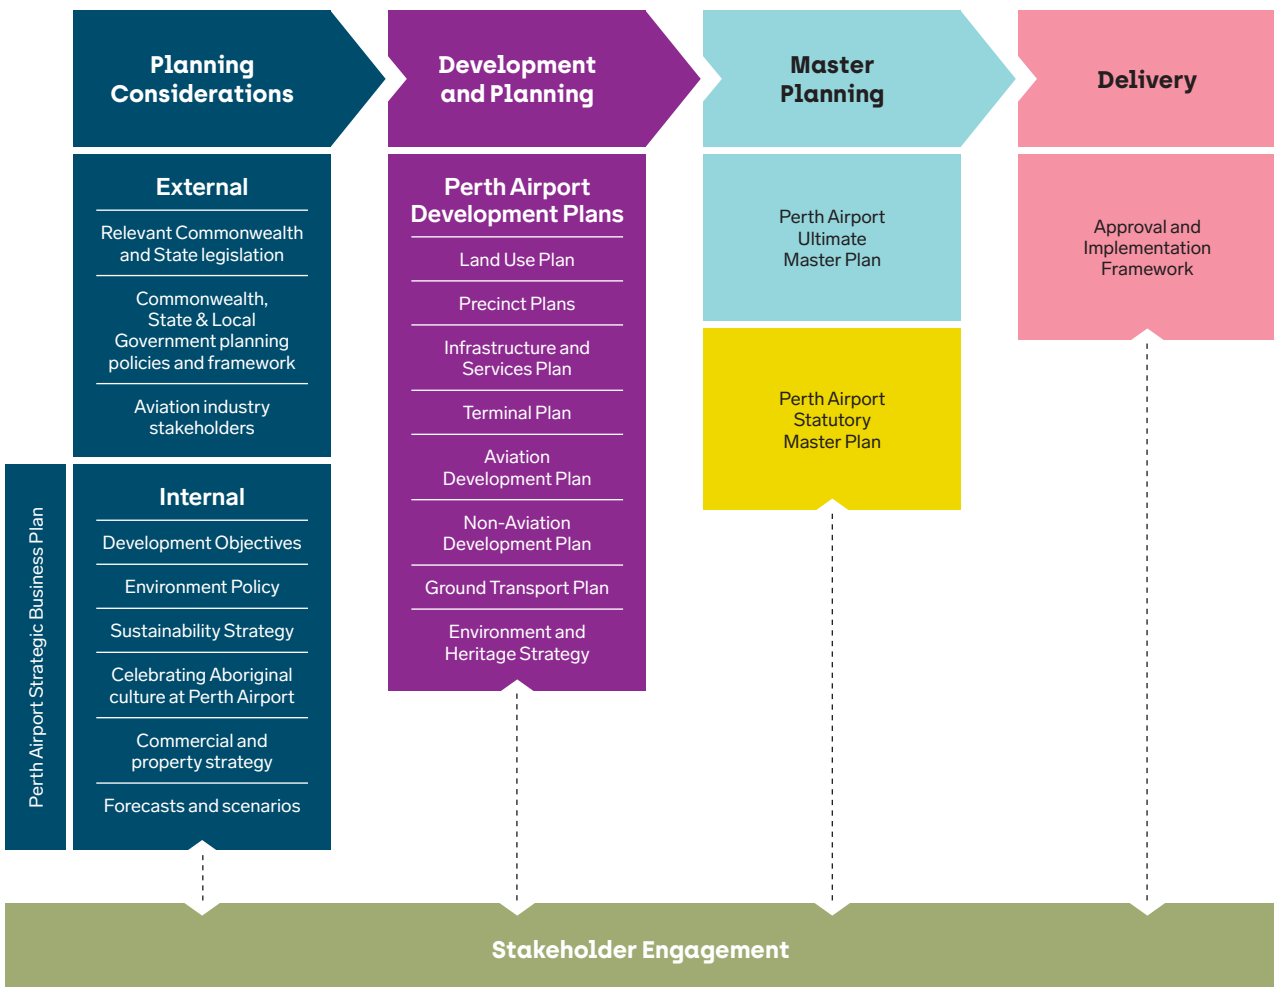 Planning
Considerations
Development
and Planning
Master
Planning
Delivery
External
Relevant Commonwealth
and State legislation
Commonwealth,
State & Local
Government planning
policies and framework
Aviation industry
stakeholders
Perth Airport Strategic Business Plan
Internal
Development Objectives
Environment Policy
Sustainability Strategy
Celebrating Aboriginal
culture at Perth Airport
Commercial and
property strategy
Forecasts and scenarios
Perth Airport
Development Plans
Land Use Plan
Precinct Plans
Infrastructure and
Services Plan
Terminal Plan
Aviation
Development Plan
Non-Aviation
Development Plan
Ground Transport Plan
Environment and
Heritage Strategy
Perth Airport
Ultimate
Master Plan
Perth Airport
Statutory
Master Plan
Approval and
Implementation
Framework
Stakeholder Engagement